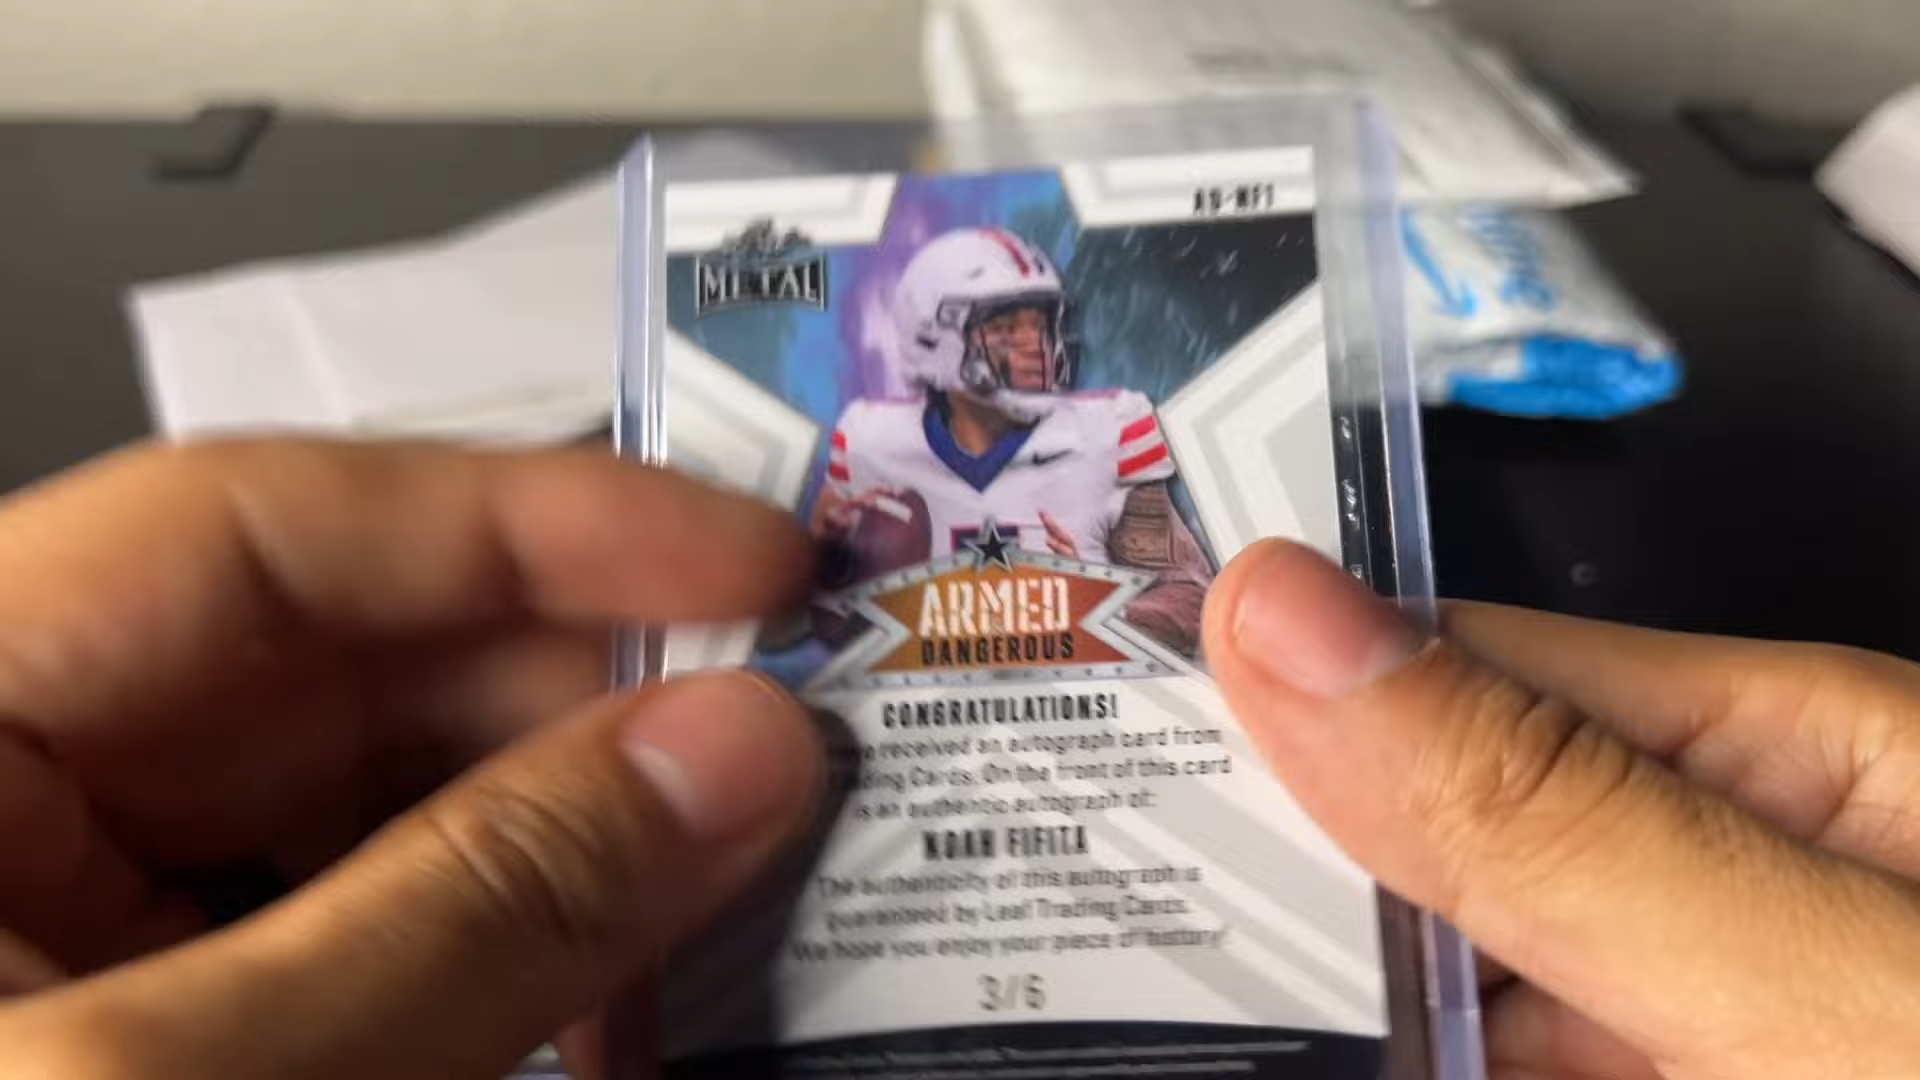 AD-NF1
Leaf
METAL
ARMED
DANGEROUS
CONGRATULATIONS!
received an autograph card from
Cards. On the front of this card
is an authentic autograph of:
NOAH FIFITA
The authenticity of this autograph is
guaranteed by Leaf Trading Cards.
We hope you enjoy your piece of history!
3/6